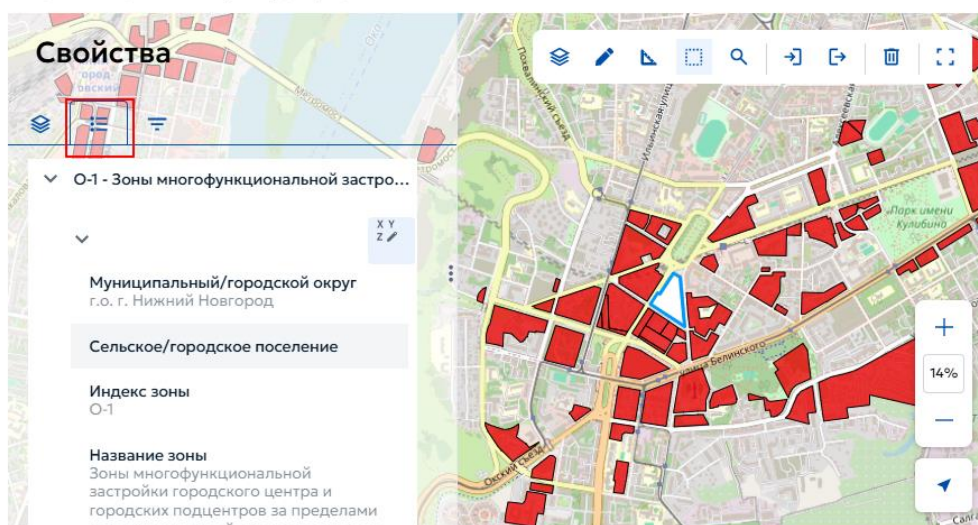 Свойства
О-1 - Зоны многофункциональной застро...
X Y
Z
Муниципальный/городской округ
г.о. г. Нижний Новгород
Сельское/городское поселение
Индекс зоны
О-1
Название зоны
Зоны многофункциональной
застройки городского центра и
городских подцентров за пределами
Ока
Похвалинский съезд
Ильинская улица
Алексеевская
Парк имени
Кулибина
улица Белинского
Окский съезд
14%